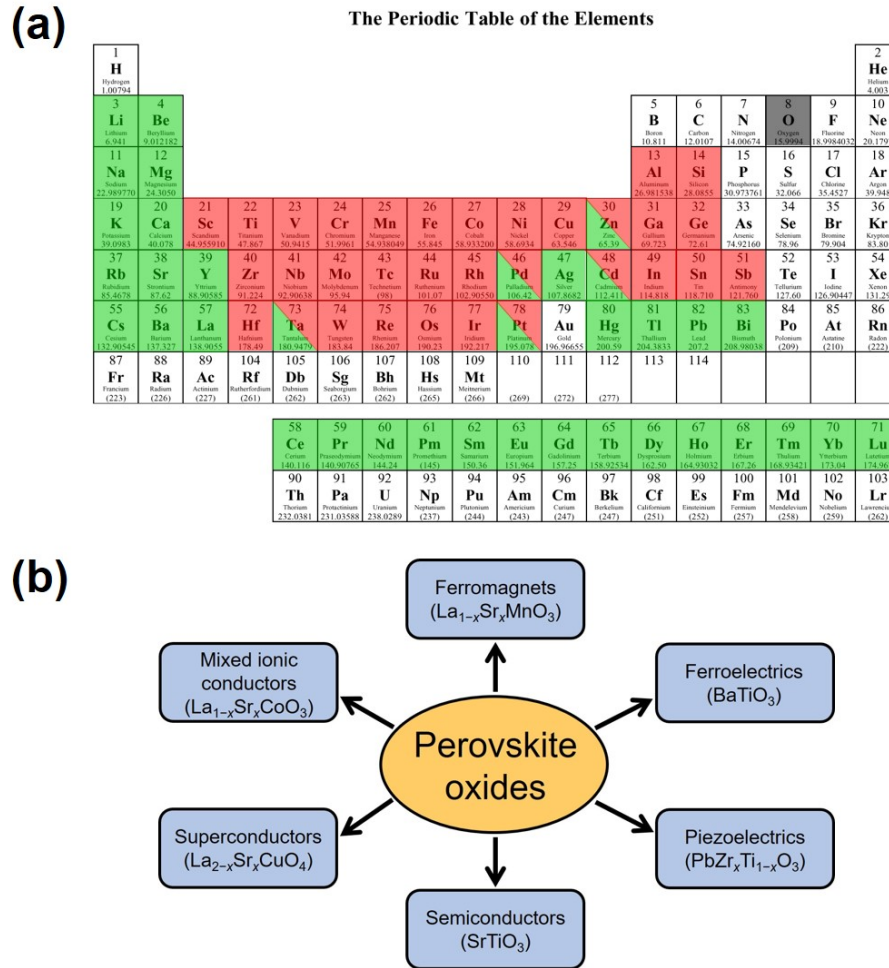 (a)
The Periodic Table of the Elements
1 2
H He
Hydrogen Helium
1.00794 4.003
3 4 5 6 7 8 9 10
Li Be B C N O F Ne
Lithium Beryllium Boron Carbon Nitrogen Oxygen Fluorine Neon
6.941 9.012182 10.811 12.0107 14.00674 15.9994 18.9984032 20.179
11 12 13 14 15 16 17 18
Na Mg Al Si P S Cl Ar
Sodium Magnesium Aluminum Silicon Phosphorus Sulfur Chlorine Argon
22.989770 24.3050 26.981538 28.0855 30.973761 32.066 35.4527 39.948
19 20 21 22 23 24 25 26 27 28 29 30 31 32 33 34 35 36
K Ca Sc Ti V Cr Mn Fe Co Ni Cu Zn Ga Ge As Se Br Kr
Potassium Calcium Scandium Titanium Vanadium Chromium Manganese Iron Cobalt Nickel Copper Zinc Gallium Germanium Arsenic Selenium Bromine Krypton
39.0983 40.078 44.955910 47.867 50.9415 51.9961 54.938049 55.845 58.933200 58.6934 63.546 65.39 69.723 72.61 74.92160 78.96 79.904 83.80
37 38 39 40 41 42 43 44 45 46 47 48 49 50 51 52 53 54
Rb Sr Y Zr Nb Mo Tc Ru Rh Pd Ag Cd In Sn Sb Te I Xe
Rubidium Strontium Yttrium Zirconium Niobium Molybdenum Technetium Ruthenium Rhodium Palladium Silver Cadmium Indium Tin Antimony Tellurium Iodine Xenon
85.4678 87.62 88.90585 91.224 92.90638 95.94 (98) 101.07 102.90550 106.42 107.8682 112.411 114.818 118.710 121.760 127.60 126.90447 131.29
55 56 57 72 73 74 75 76 77 78 79 80 81 82 83 84 85 86
Cs Ba La Hf Ta W Re Os Ir Pt Au Hg Tl Pb Bi Po At Rn
Cesium Barium Lanthanum Hafnium Tantalum Tungsten Rhenium Osmium Iridium Platinum Gold Mercury Thallium Lead Bismuth Polonium Astatine Radon
132.90545 137.327 138.9055 178.49 180.9479 183.84 186.207 190.23 192.217 195.078 196.96655 200.59 204.3833 207.2 208.98038 (209) (210) (222)
87 88 89 104 105 106 107 108 109 110 111 112 113 114
Fr Ra Ac Rf Db Sg Bh Hs Mt
Francium Radium Actinium Rutherfordium Dubnium Seaborgium Bohrium Hassium Meitnerium
(223) (226) (227) (261) (262) (263) (262) (265) (266) (269) (272) (277)
58 59 60 61 62 63 64 65 66 67 68 69 70 71
Ce Pr Nd Pm Sm Eu Gd Tb Dy Ho Er Tm Yb Lu
Cerium Praseodymium Neodymium Promethium Samarium Europium Gadolinium Terbium Dysprosium Holmium Erbium Thulium Ytterbium Lutetium
140.116 140.90765 144.24 (145) 150.36 151.964 157.25 158.92534 162.50 164.93032 167.26 168.93421 173.04 174.967
90 91 92 93 94 95 96 97 98 99 100 101 102 103
Th Pa U Np Pu Am Cm Bk Cf Es Fm Md No Lr
Thorium Protactinium Uranium Neptunium Plutonium Americium Curium Berkelium Californium Einsteinium Fermium Mendelevium Nobelium Lawrencium
232.0381 231.03588 238.0289 (237) (244) (243) (247) (247) (251) (252) (257) (258) (259) (262)
(b)
Ferromagnets
(La₁₋ₓSrₓMnO₃)
Mixed ionic
conductors
(La₁₋ₓSrₓCoO₃)
Ferroelectrics
(BaTiO₃)
Perovskite
oxides
Superconductors
(La₂₋ₓSrₓCuO₄)
Piezoelectrics
(PbZrₓTi₁₋ₓO₃)
Semiconductors
(SrTiO₃)